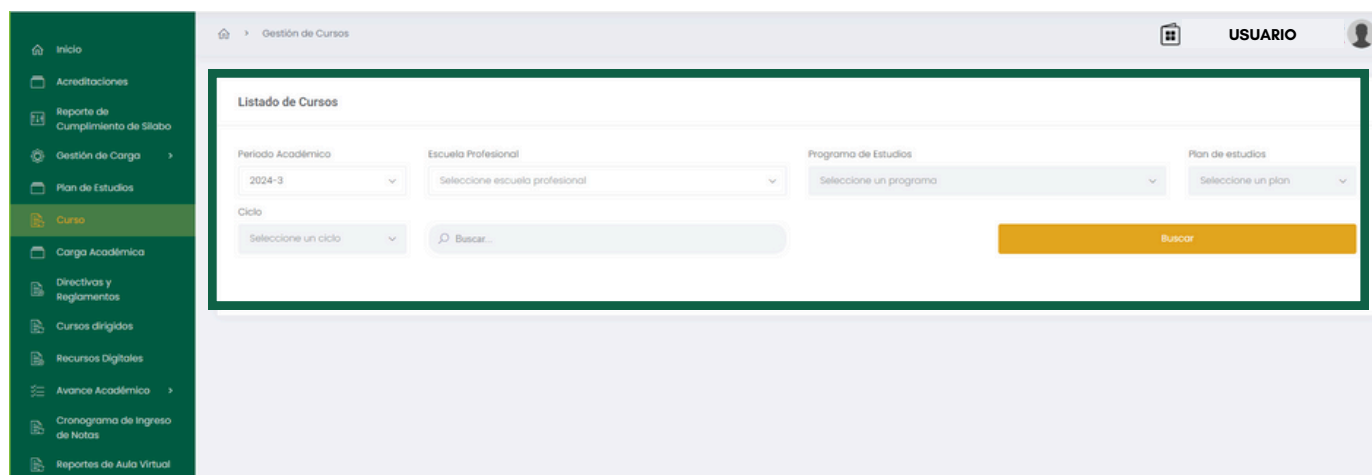 Inicio
Acreditaciones
Reporte de
Cumplimiento de Sílabo
Gestión de Carga
Plan de Estudios
Curso
Carga Académica
Directivas y
Reglamentos
Cursos dirigidos
Recursos Digitales
Avance Académico
Cronograma de Ingreso
de Notas
Reportes de Aula Virtual
Gestión de Cursos
USUARIO
Listado de Cursos
Periodo Académico
2024-3
Escuela Profesional
Seleccione escuela profesional
Programa de Estudios
Seleccione un programa
Plan de estudios
Seleccione un plan
Ciclo
Seleccione un ciclo
Buscar...
Buscar